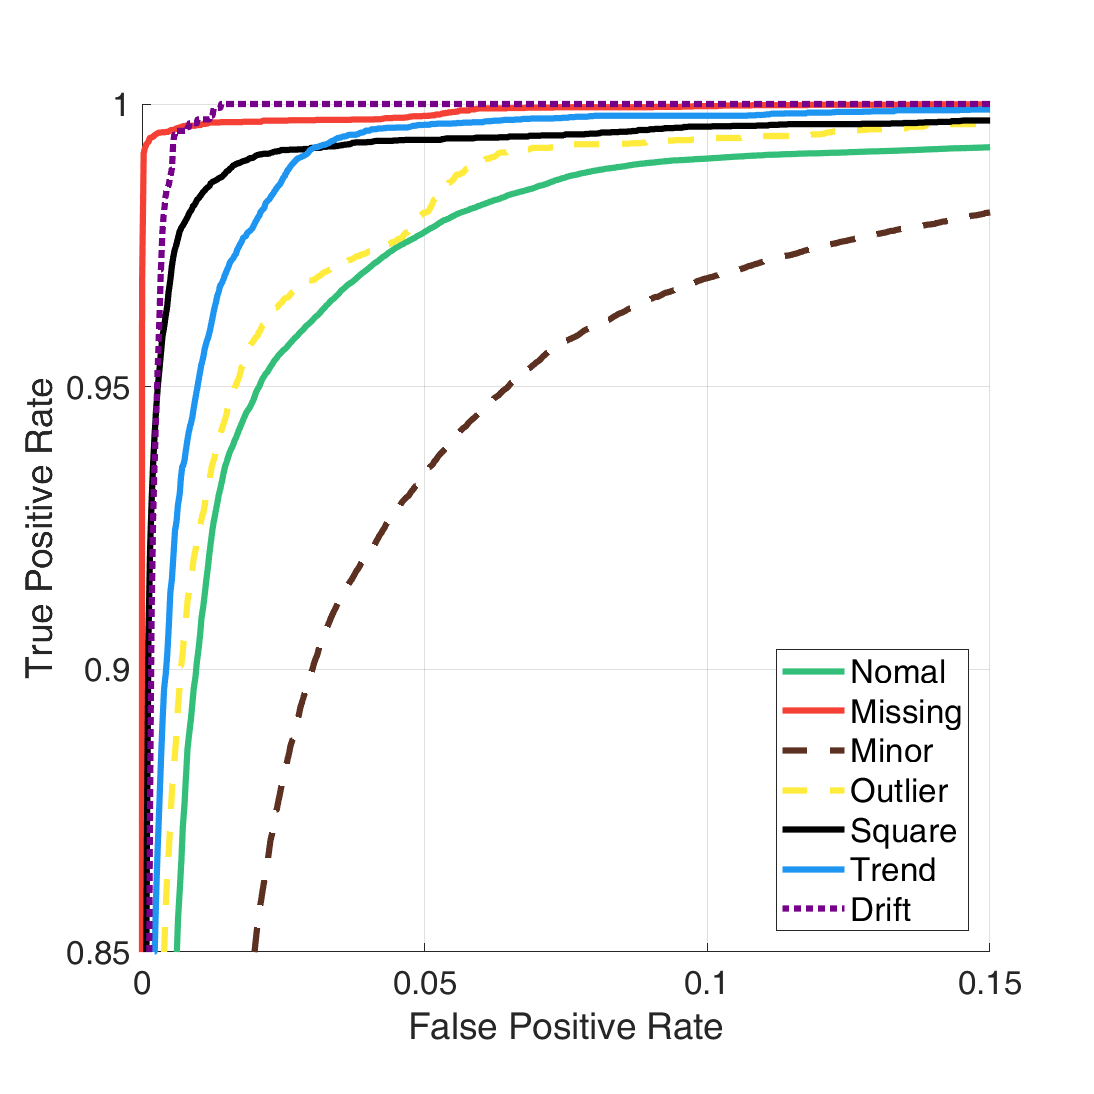 1
0.95
0.9
0.85
0
0.05
0.1
0.15
True Positive Rate
False Positive Rate
Nomal
Missing
Minor
Outlier
Square
Trend
Drift